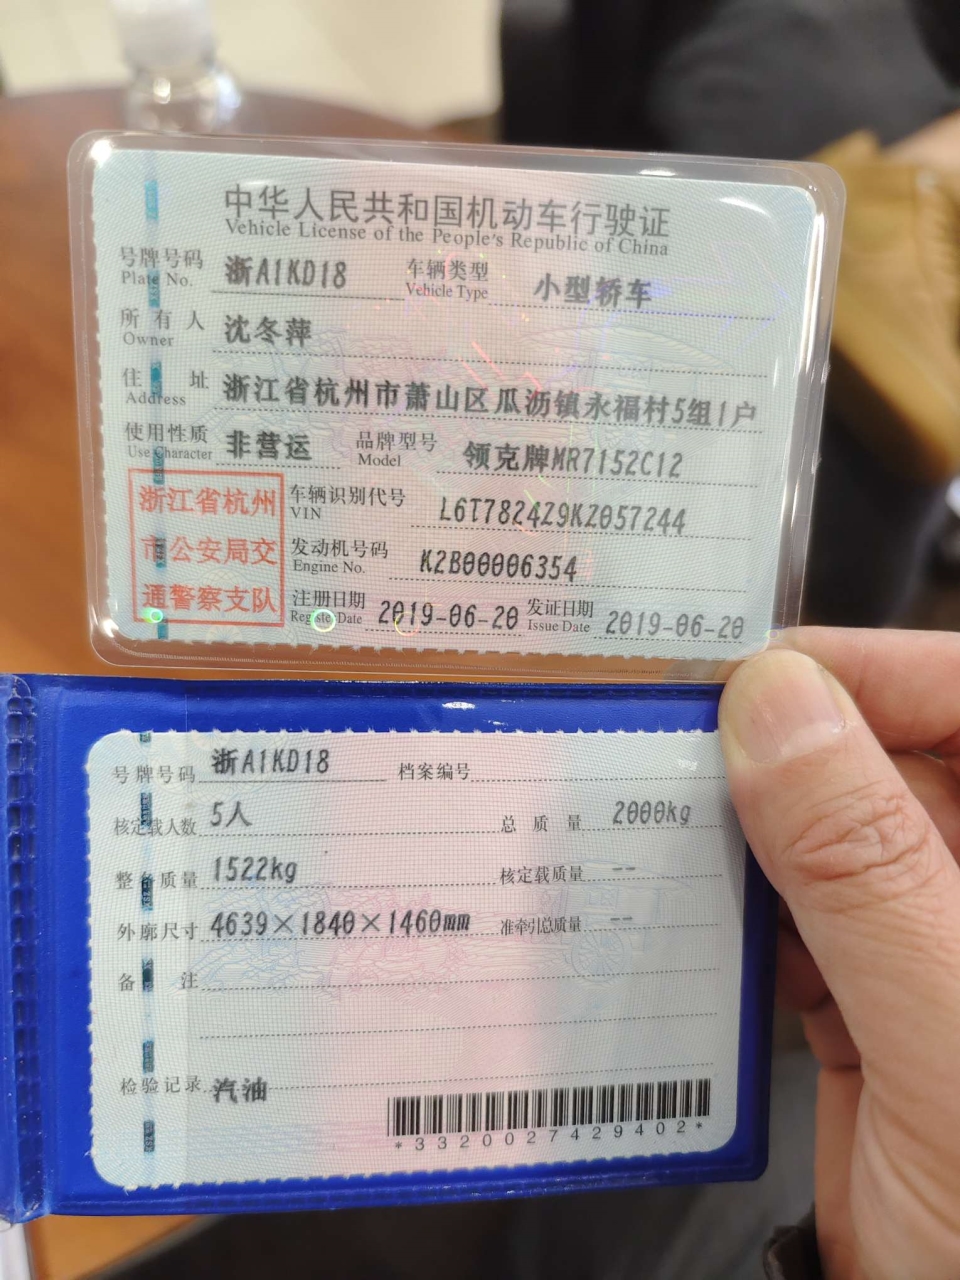 中华人民共和国机动车行驶证
Vehicle License of the People's Republic of China
号牌号码 浙A1KD18 车辆类型 小型轿车
Plate No. Vehicle Type
所有人 沈冬萍
Owner
住址 浙江省杭州市萧山区瓜沥镇永福村5组1户
Address
使用性质 非营运 品牌型号 领克牌MR7152C12
Use Character Model
浙江省杭州
市公安局交
通警察支队
车辆识别代号 L6T7824Z9KZ057244
VIN
发动机号码 K2B00006354
Engine No.
注册日期 2019-06-20 发证日期 2019-06-20
Register Date Issue Date
号牌号码 浙A1KD18 档案编号
核定载人数 5人 总质量 2000kg
整备质量 1522kg 核定载质量 --
外廓尺寸 4639×1840×1460mm 准牵引总质量 --
备注
检验记录 汽油
*3320027429402*